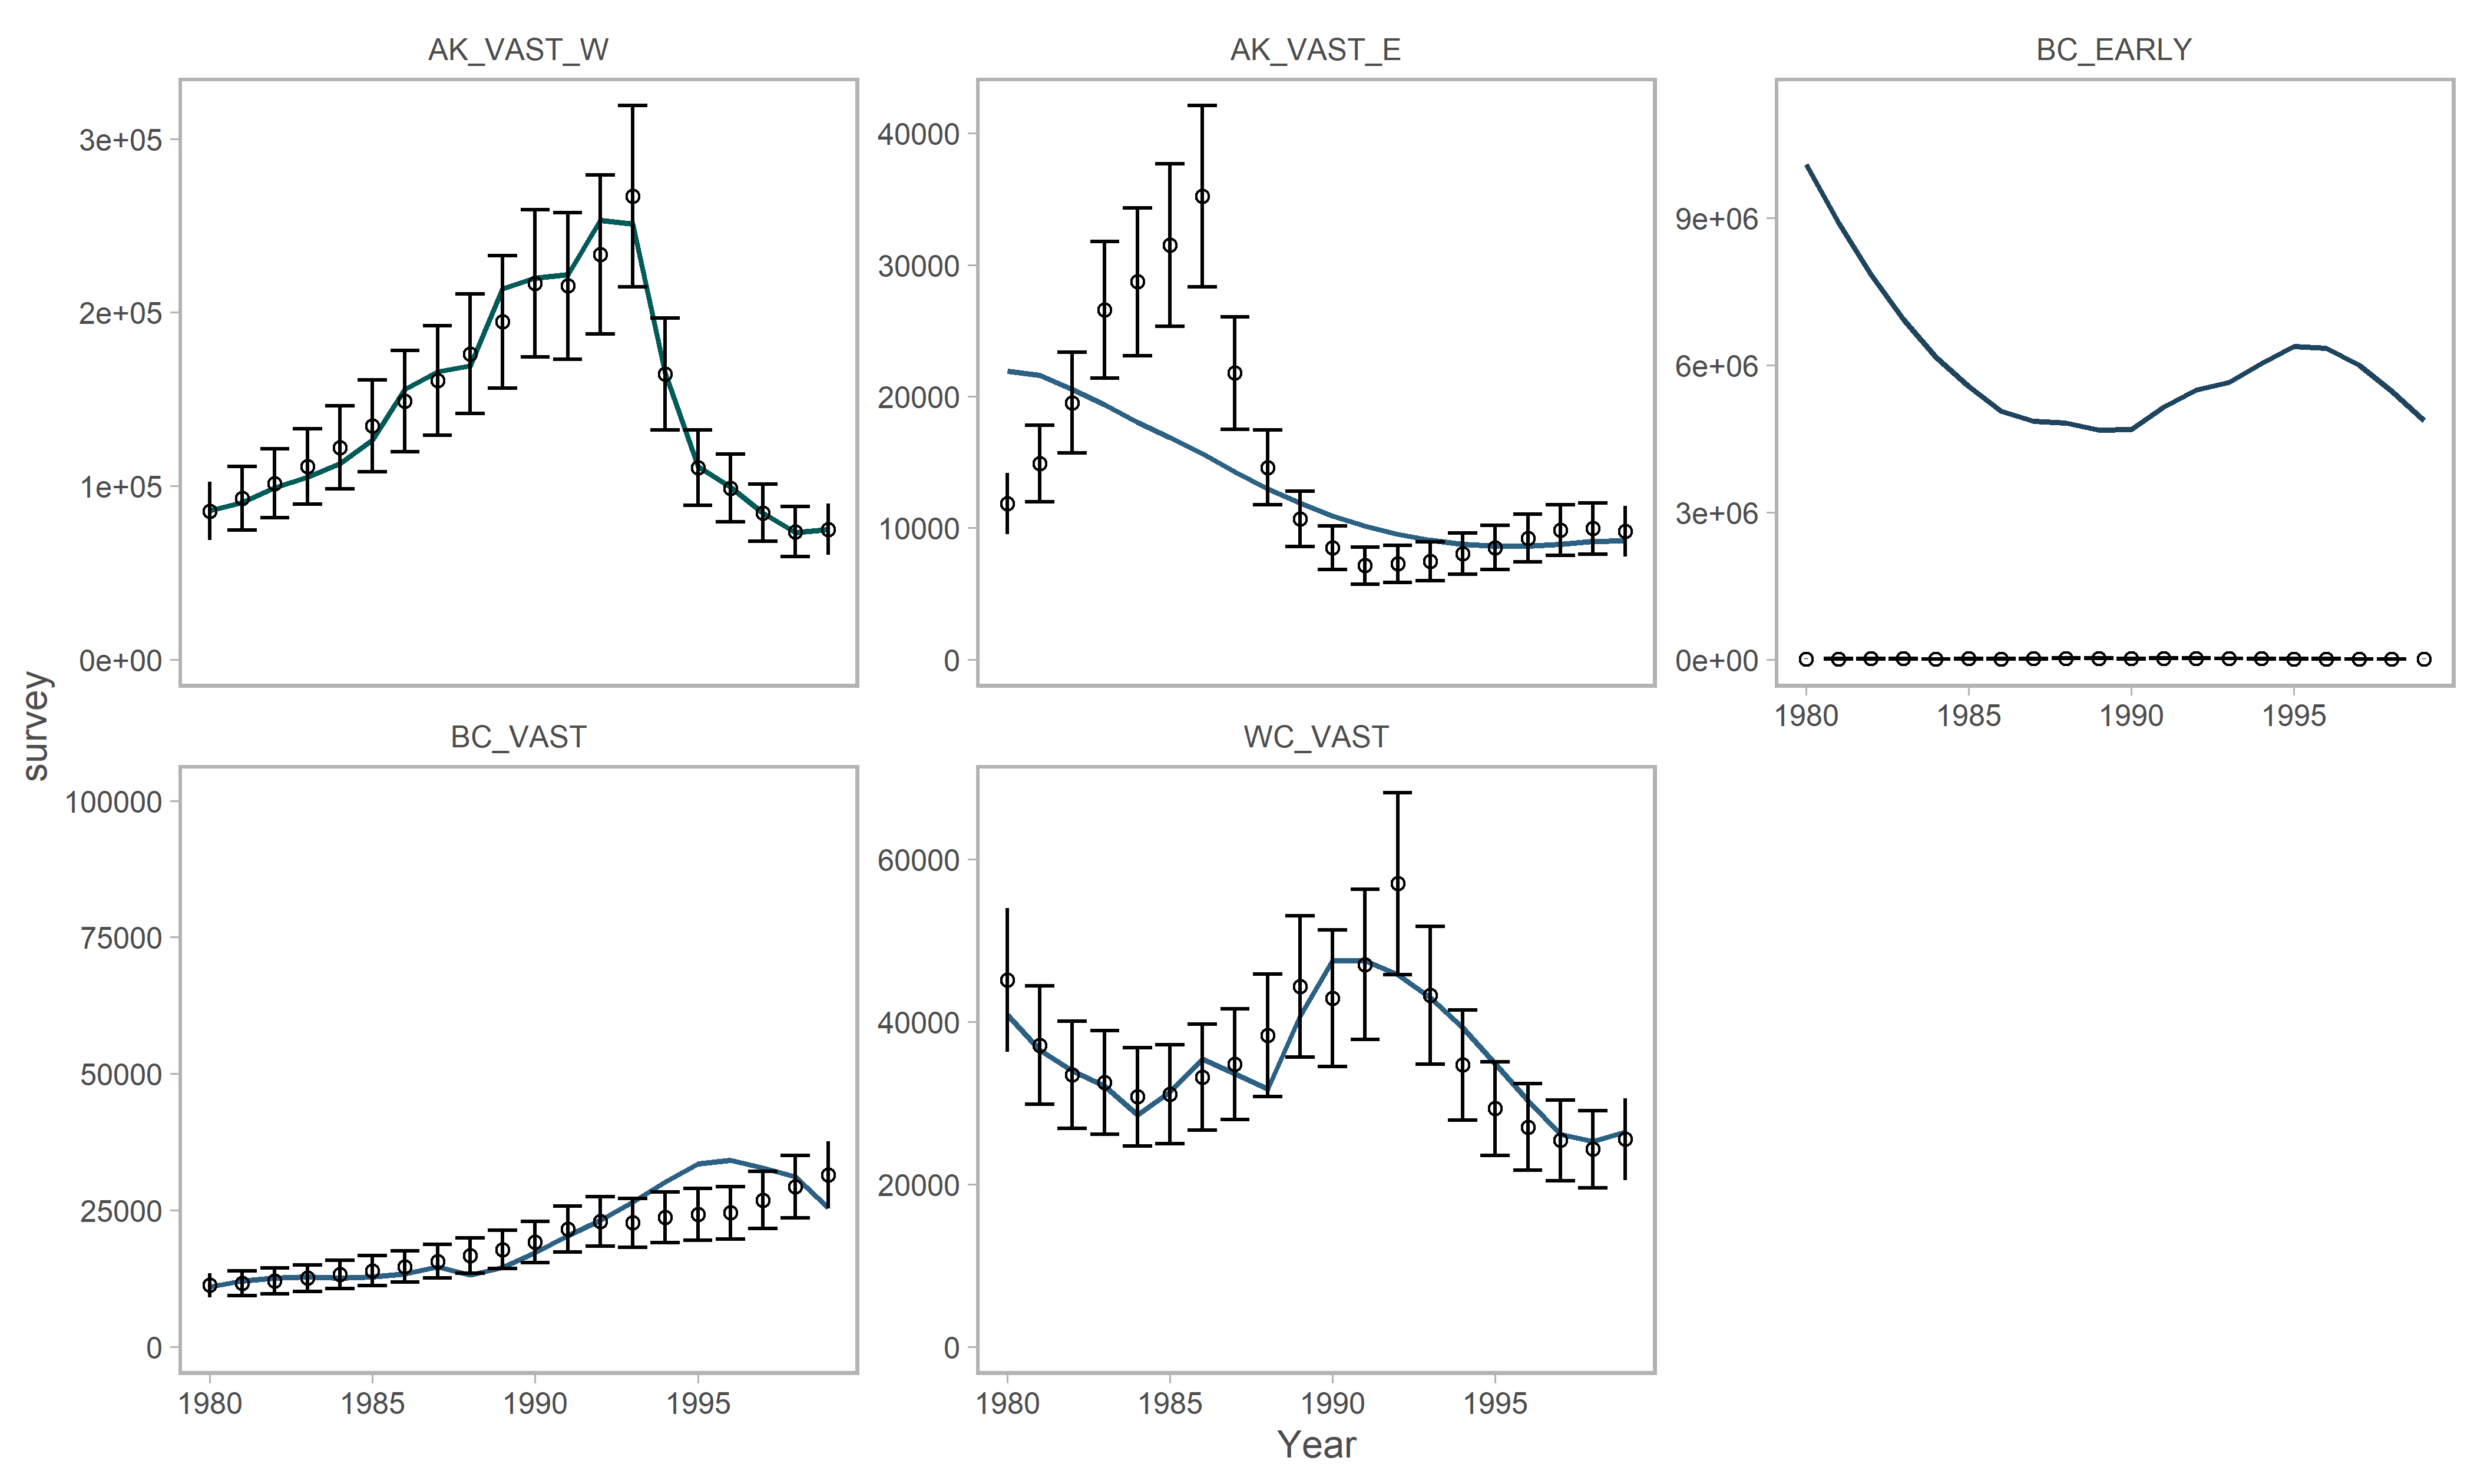 AK_VAST_W
AK_VAST_E
BC_EARLY
3e+05
2e+05
1e+05
0e+00
40000
30000
20000
10000
0
9e+06
6e+06
3e+06
0e+00
1980 1985 1990 1995
survey
BC_VAST
WC_VAST
100000
75000
50000
25000
0
60000
40000
20000
0
1980 1985 1990 1995
1980 1985 1990 1995
Year